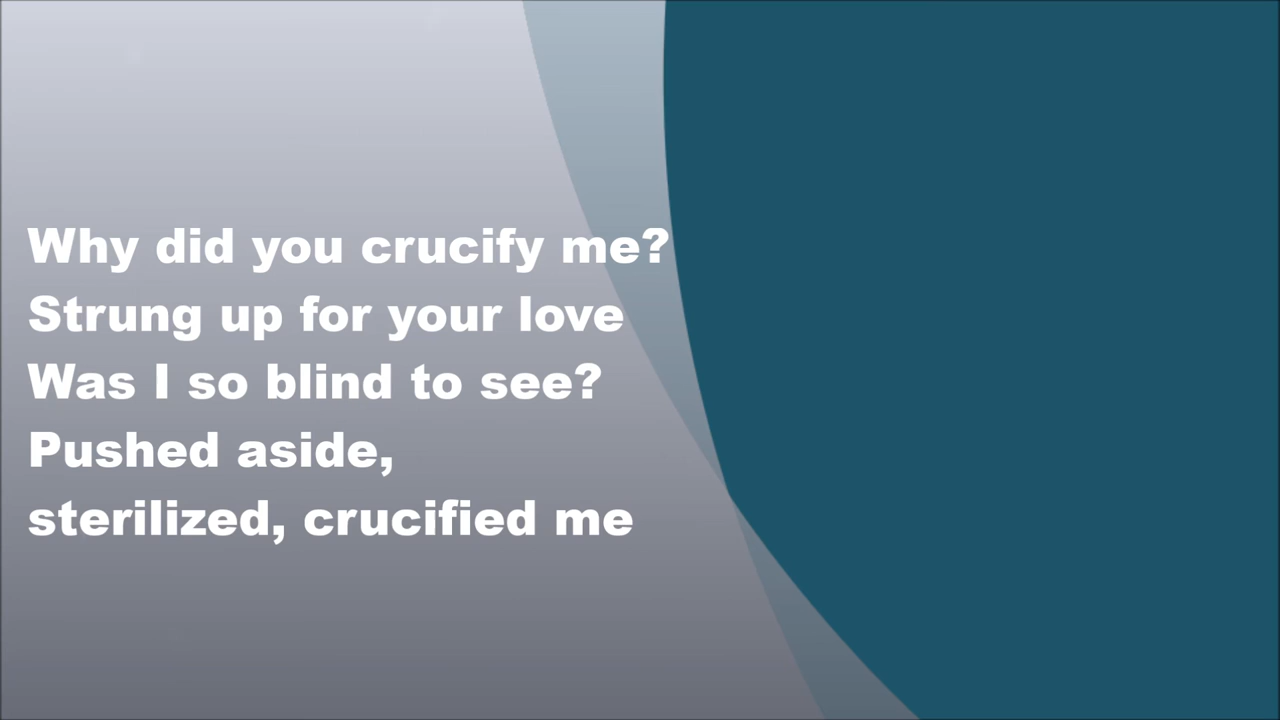 Why did you crucify me?
Strung up for your love
Was I so blind to see?
Pushed aside,
sterilized, crucified me